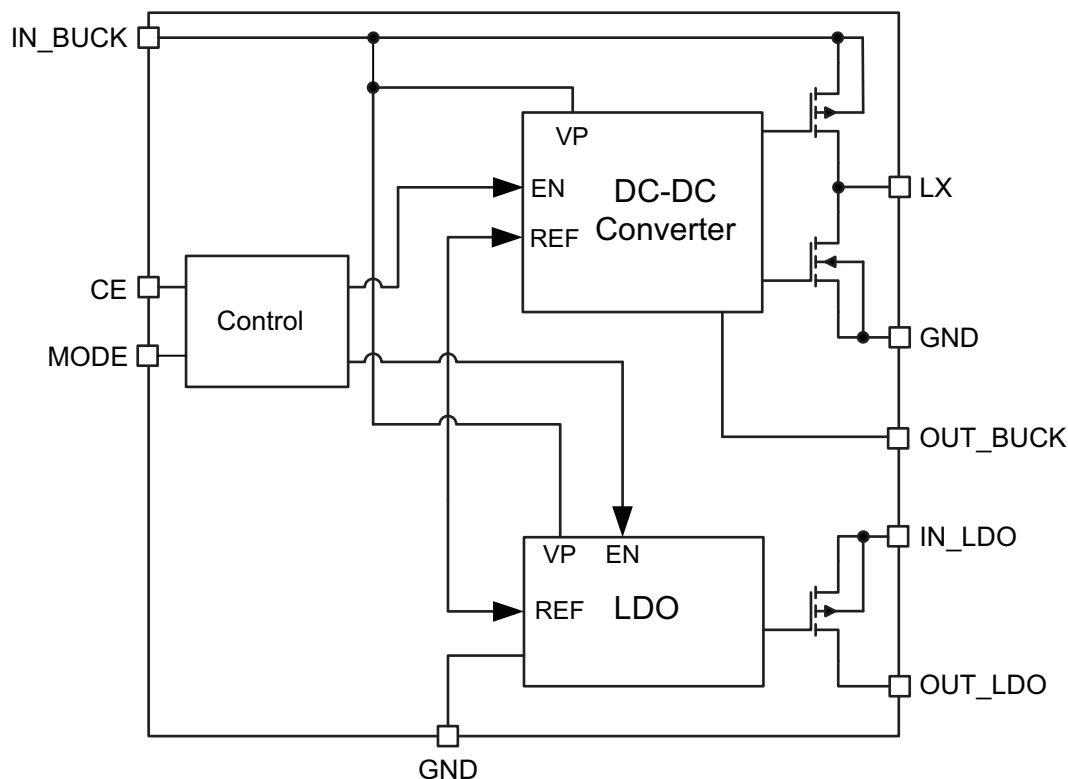 IN_BUCK
VP
EN
DC-DC
Converter
LX
REF
CE
Control
MODE
GND
OUT_BUCK
IN_LDO
VP
EN
REF
LDO
OUT_LDO
GND